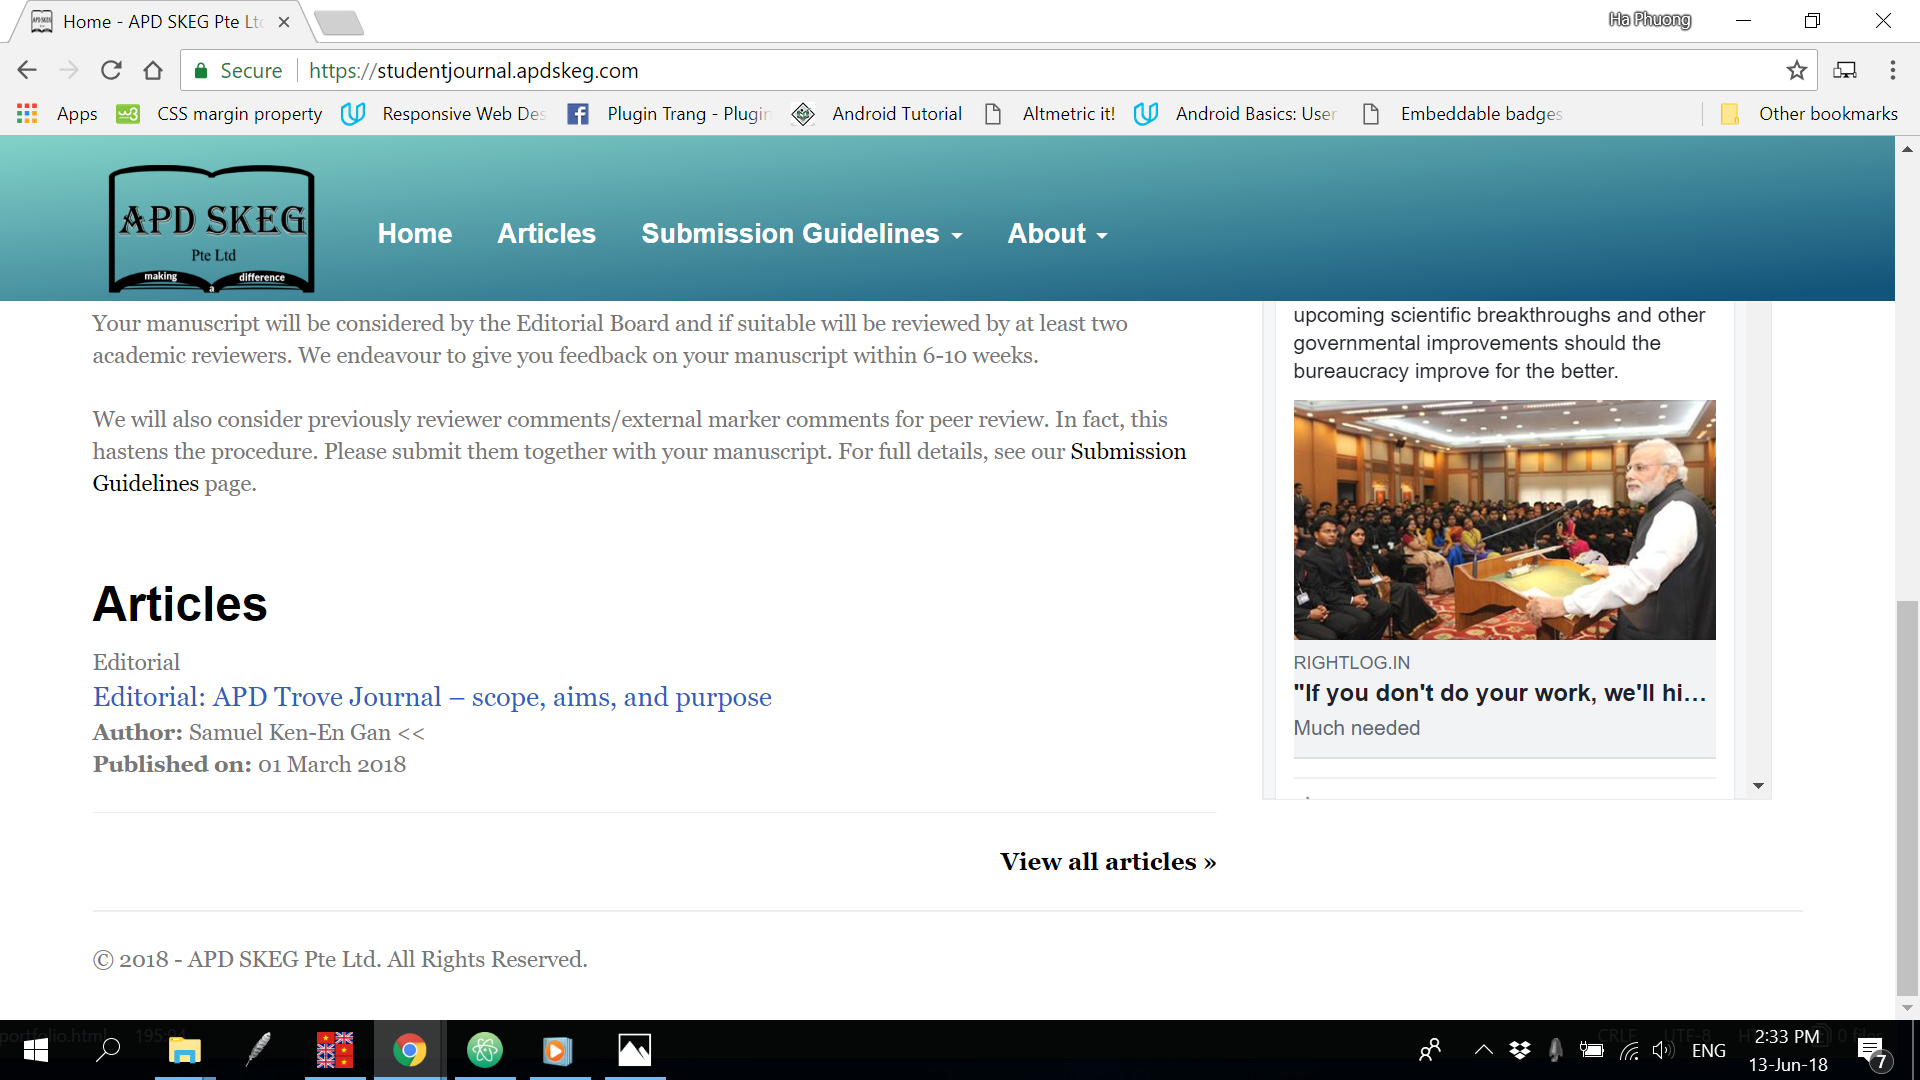 Home - APD SKEG Pte Ltd
Ha Phuong
Secure
https://studentjournal.apdskeg.com
Apps
CSS margin property
Responsive Web Des
Plugin Trang - Plugin
Android Tutorial
Altmetric it!
Android Basics: User
Embeddable badges
Other bookmarks
APD SKEG
Pte Ltd
making a difference
Home
Articles
Submission Guidelines
About
Your manuscript will be considered by the Editorial Board and if suitable will be reviewed by at least two
academic reviewers. We endeavour to give you feedback on your manuscript within 6-10 weeks.
We will also consider previously reviewer comments/external marker comments for peer review. In fact, this
hastens the procedure. Please submit them together with your manuscript. For full details, see our Submission
Guidelines page.
Articles
Editorial
Editorial: APD Trove Journal – scope, aims, and purpose
Author: Samuel Ken-En Gan <<
Published on: 01 March 2018
View all articles »
upcoming scientific breakthroughs and other
governmental improvements should the
bureaucracy improve for the better.
RIGHTLOG.IN
"If you don't do your work, we'll hi...
Much needed
© 2018 - APD SKEG Pte Ltd. All Rights Reserved.
portfolio.html 195:94
CRLF UTF-8
0 files
ENG
2:33 PM
13-Jun-18
7